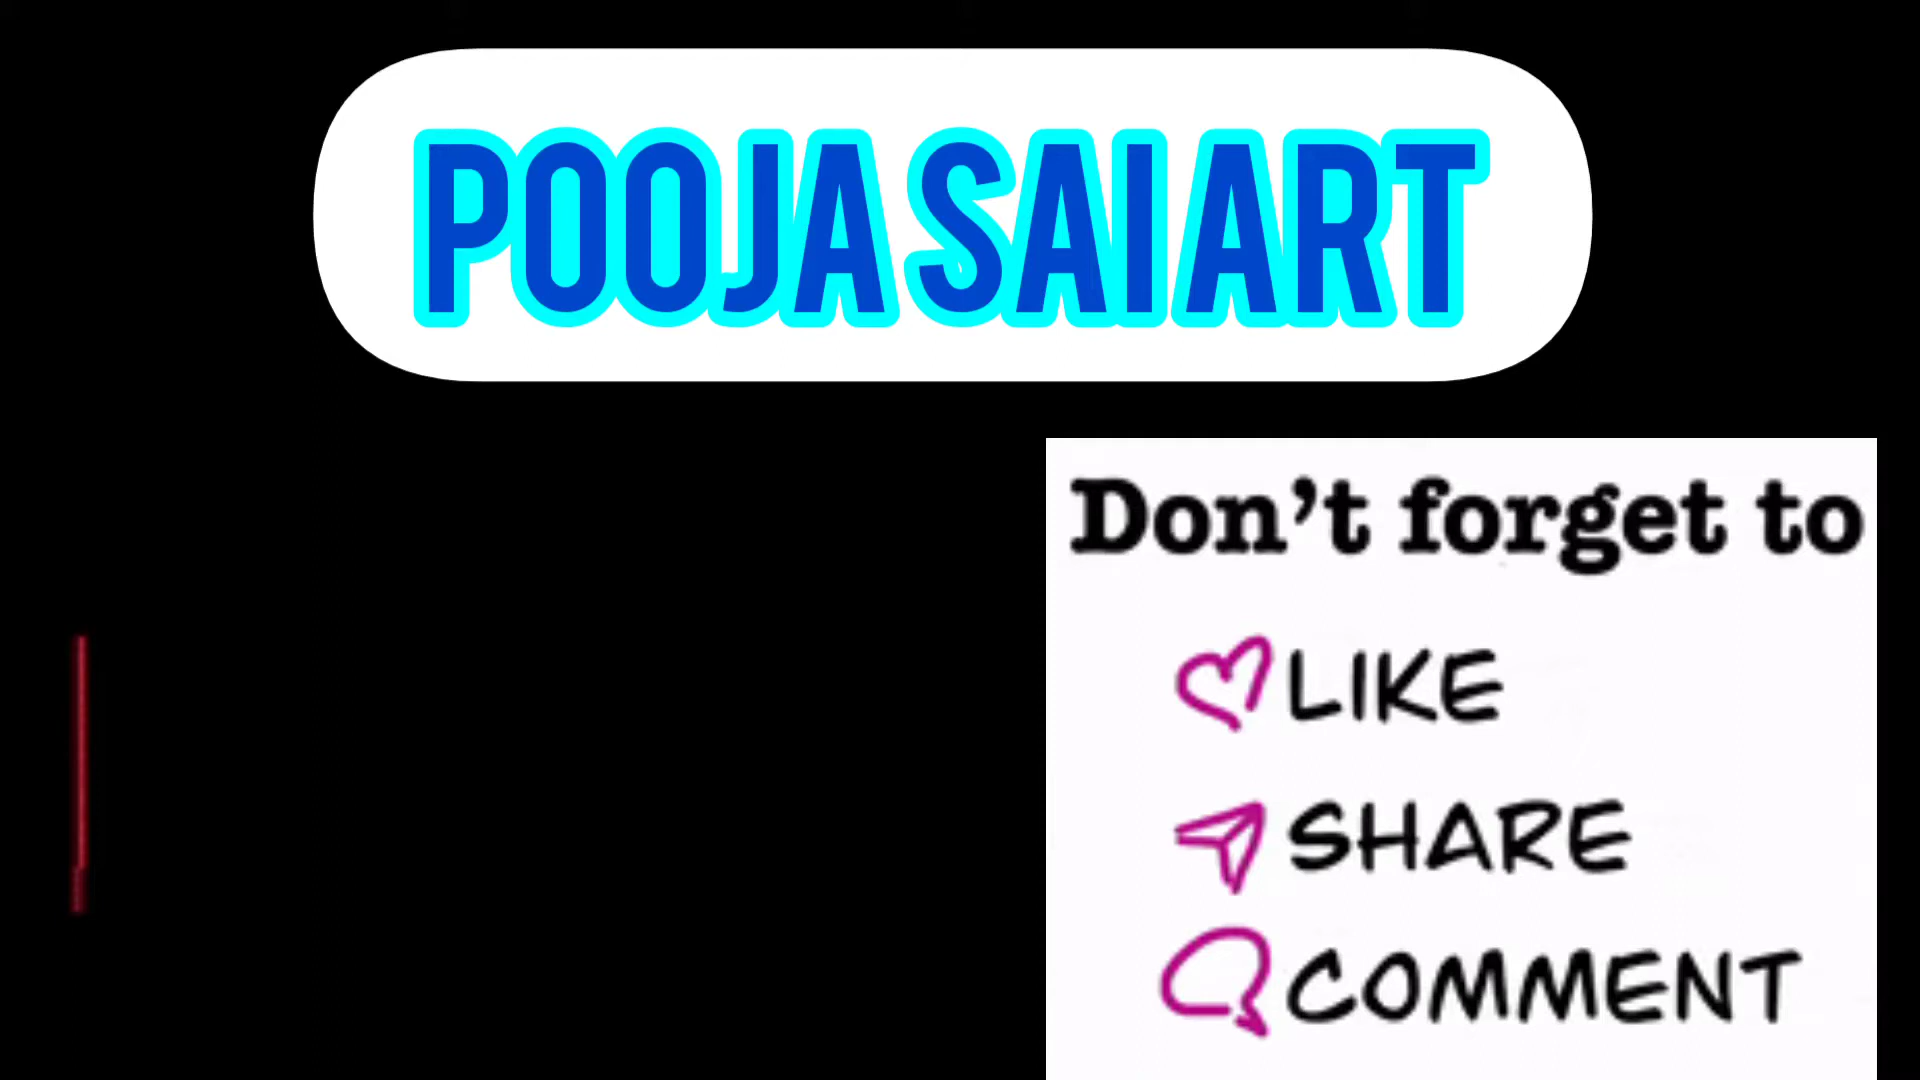 POOJA SAI ART
Don't forget to
LIKE
SHARE
COMMENT